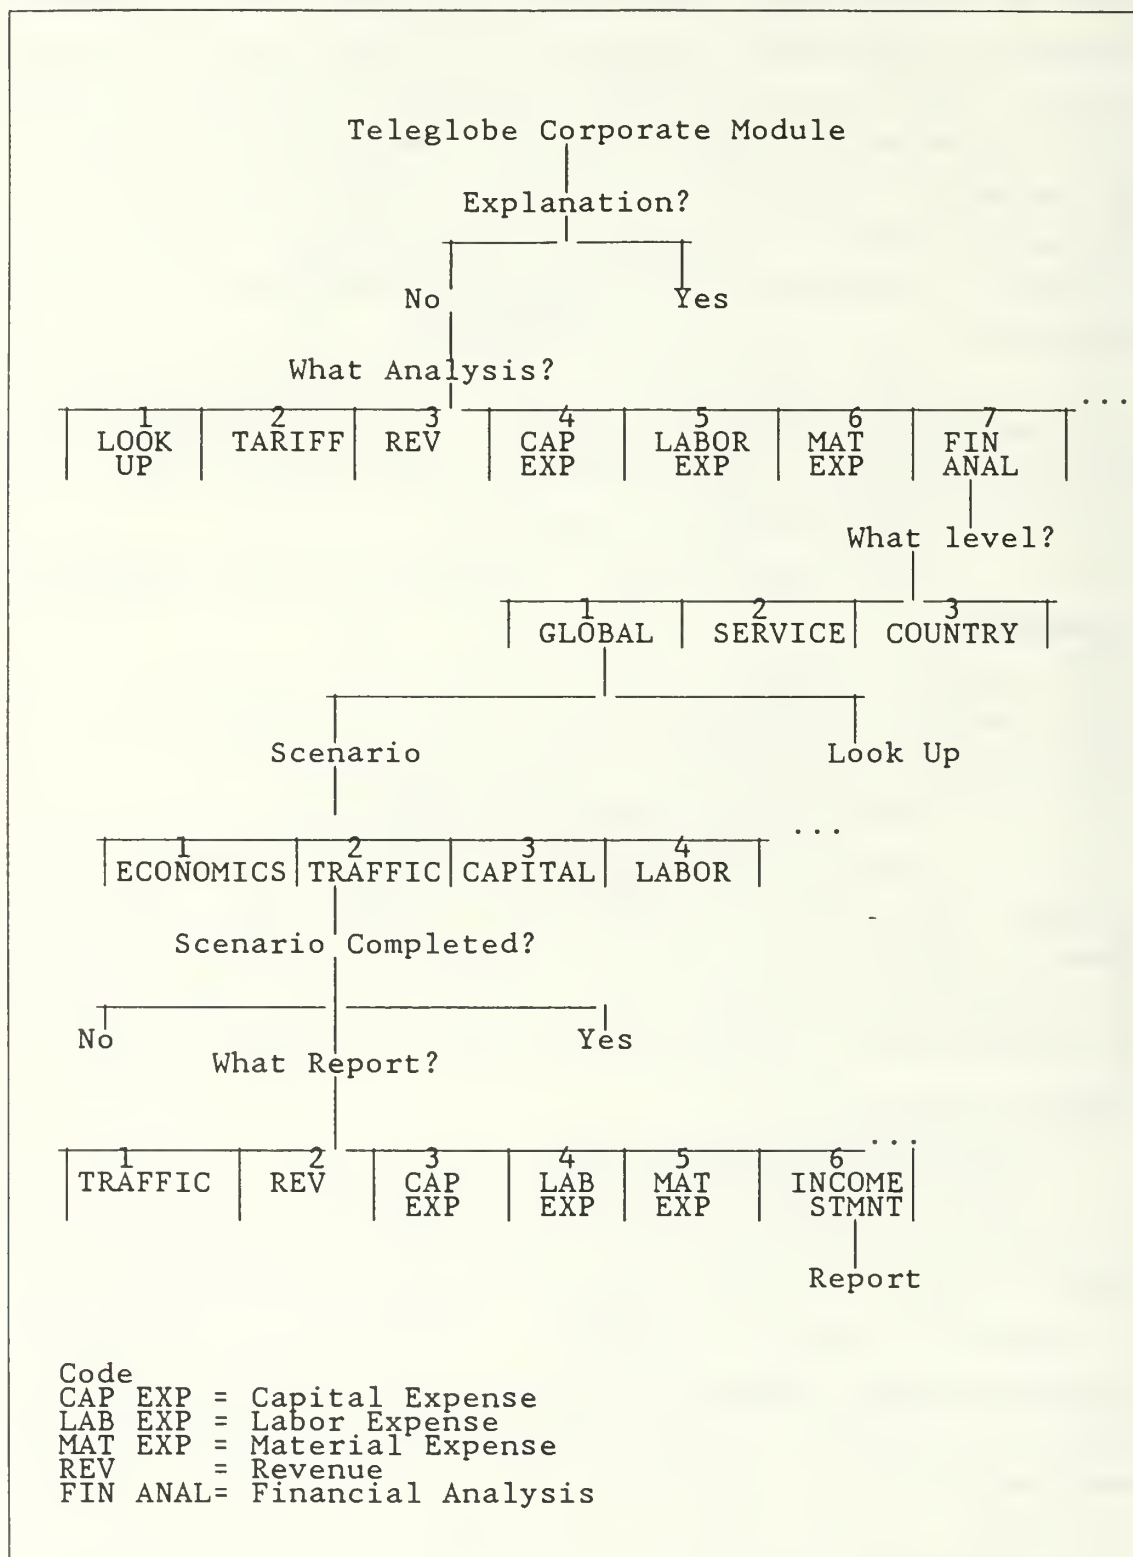 Teleglobe Corporate Module
Explanation?
No Yes
What Analysis?
1 2 3 4 5 6 7 ...
LOOK TARIFF REV CAP LABOR MAT FIN
UP EXP EXP EXP ANAL
What level?
1 2 3
GLOBAL SERVICE COUNTRY
Scenario Look Up
1 2 3 4 ...
ECONOMICS TRAFFIC CAPITAL LABOR
Scenario Completed?
No Yes
What Report?
1 2 3 4 5 6 ...
TRAFFIC REV CAP LAB MAT INCOME
EXP EXP EXP STMNT
Report
Code
CAP EXP = Capital Expense
LAB EXP = Labor Expense
MAT EXP = Material Expense
REV = Revenue
FIN ANAL= Financial Analysis